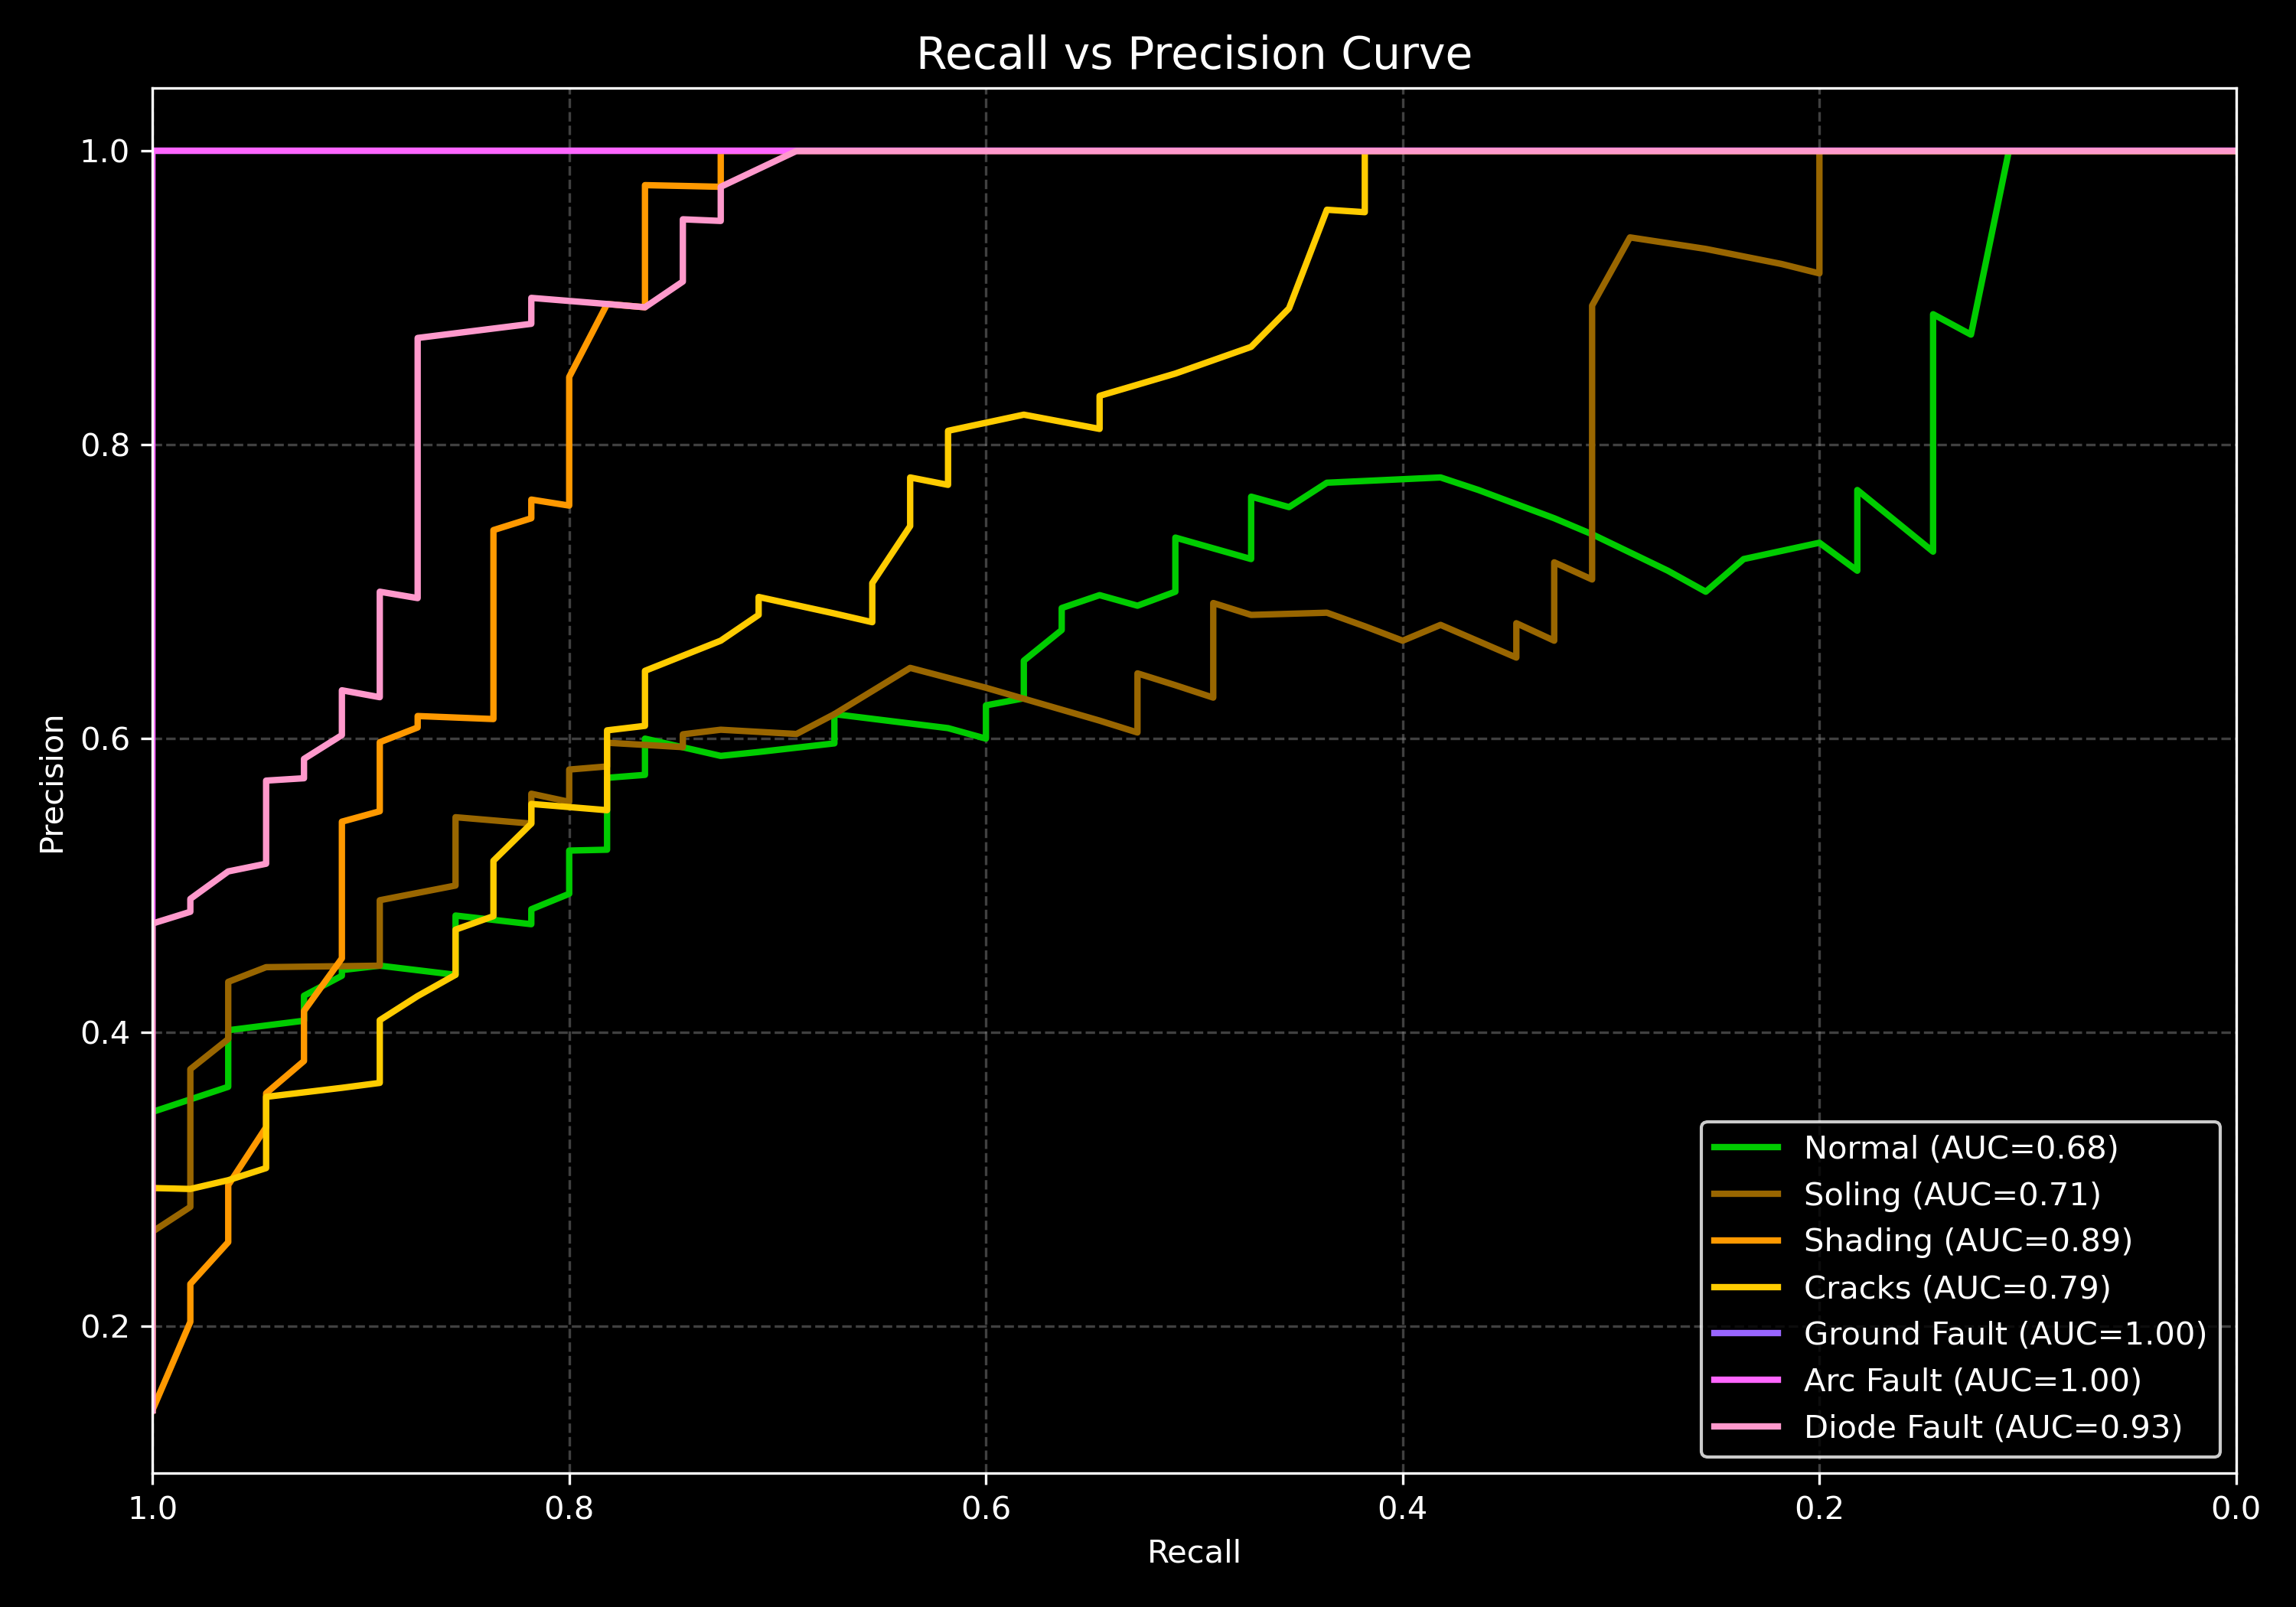 Recall vs Precision Curve
1.0
0.8
0.6
0.4
0.2
Precision
1.0
0.8
0.6
0.4
0.2
0.0
Recall
Normal (AUC=0.68)
Soling (AUC=0.71)
Shading (AUC=0.89)
Cracks (AUC=0.79)
Ground Fault (AUC=1.00)
Arc Fault (AUC=1.00)
Diode Fault (AUC=0.93)